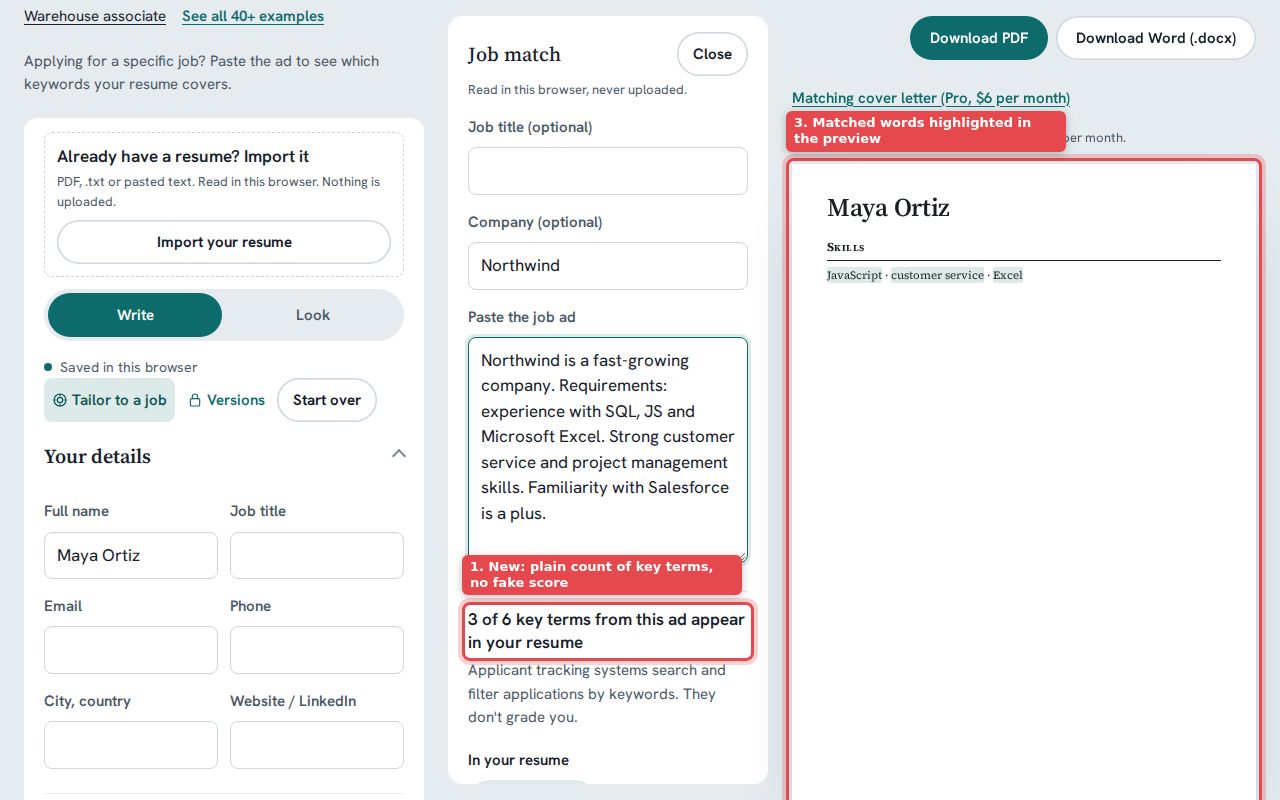 Warehouse associate See all 40+ examples
Applying for a specific job? Paste the ad to see which
keywords your resume covers.
Already have a resume? Import it
PDF, .txt or pasted text. Read in this browser. Nothing is
uploaded.
Import your resume
Write Look
Saved in this browser
Tailor to a job Versions Start over
Your details
Full name Job title
Maya Ortiz
Email Phone
City, country Website / LinkedIn
Job match Close
Read in this browser, never uploaded.
Job title (optional)
Company (optional)
Northwind
Paste the job ad
Northwind is a fast-growing
company. Requirements:
experience with SQL, JS and
Microsoft Excel. Strong customer
service and project management
skills. Familiarity with Salesforce
is a plus.
1. New: plain count of key terms,
no fake score
3 of 6 key terms from this ad appear
in your resume
Applicant tracking systems search and
filter applications by keywords. They
don't grade you.
In your resume
Download PDF Download Word (.docx)
Matching cover letter (Pro, $6 per month)
3. Matched words highlighted in
the preview
per month.
Maya Ortiz
Skills
JavaScript · customer service · Excel